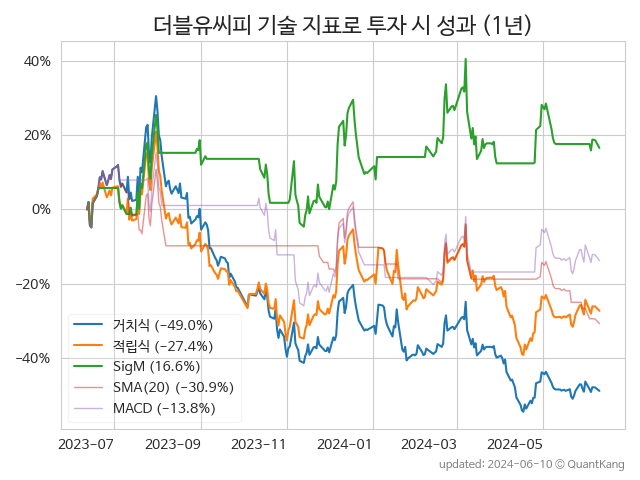 더블유씨피 기술 지표로 투자 시 성과 (1년)
40%
20%
0%
−20%
−40%
거치식 (−49.0%)
적립식 (−27.4%)
SigM (16.6%)
SMA(20) (−30.9%)
MACD (−13.8%)
2023−07 2023−09 2023−11 2024−01 2024−03 2024−05
updated: 2024−06−10 © QuantKang